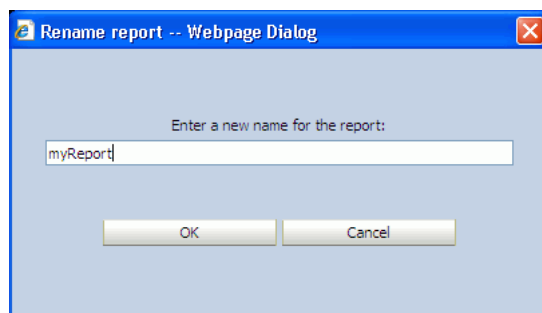 Rename report -- Webpage Dialog
Enter a new name for the report:
myReport
OK Cancel